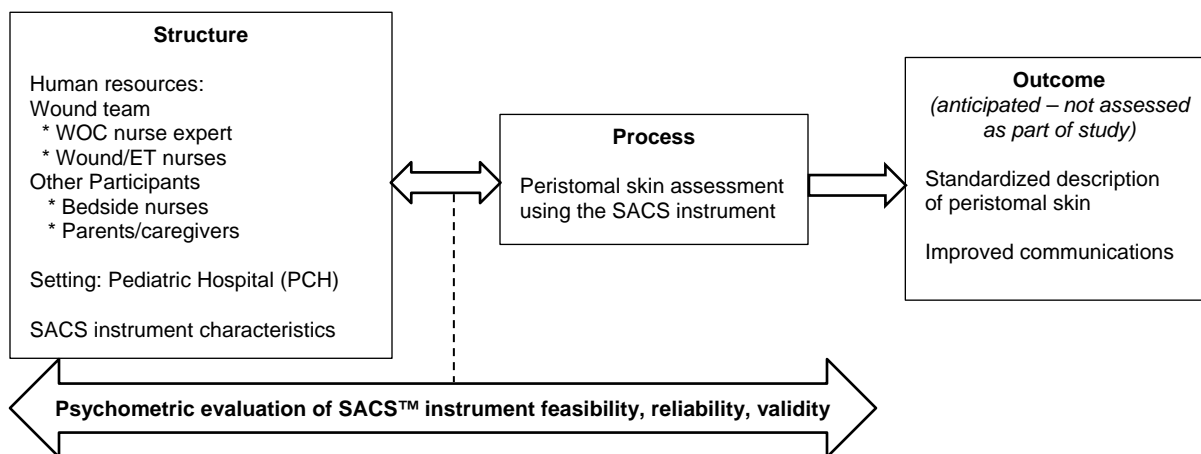 Structure
Human resources:
Wound team
* WOC nurse expert
* Wound/ET nurses
Other Participants
* Bedside nurses
* Parents/caregivers
Setting: Pediatric Hospital (PCH)
SACS instrument characteristics
Process
Peristomal skin assessment
using the SACS instrument
Outcome
(anticipated – not assessed
as part of study)
Standardized description
of peristomal skin
Improved communications
Psychometric evaluation of SACS™ instrument feasibility, reliability, validity